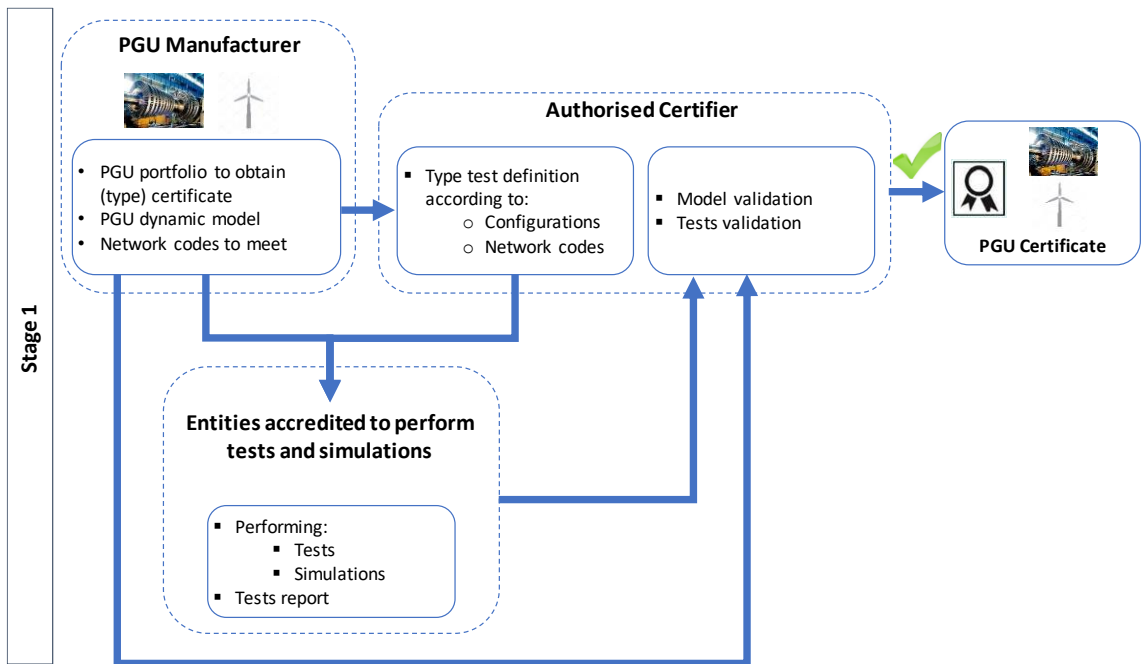 Stage 1
PGU Manufacturer
• PGU portfolio to obtain
(type) certificate
• PGU dynamic model
• Network codes to meet
Authorised Certifier
▪ Type test definition
according to:
o Configurations
o Network codes
▪ Model validation
▪ Tests validation
PGU Certificate
Entities accredited to perform
tests and simulations
▪ Performing:
▪ Tests
▪ Simulations
▪ Tests report